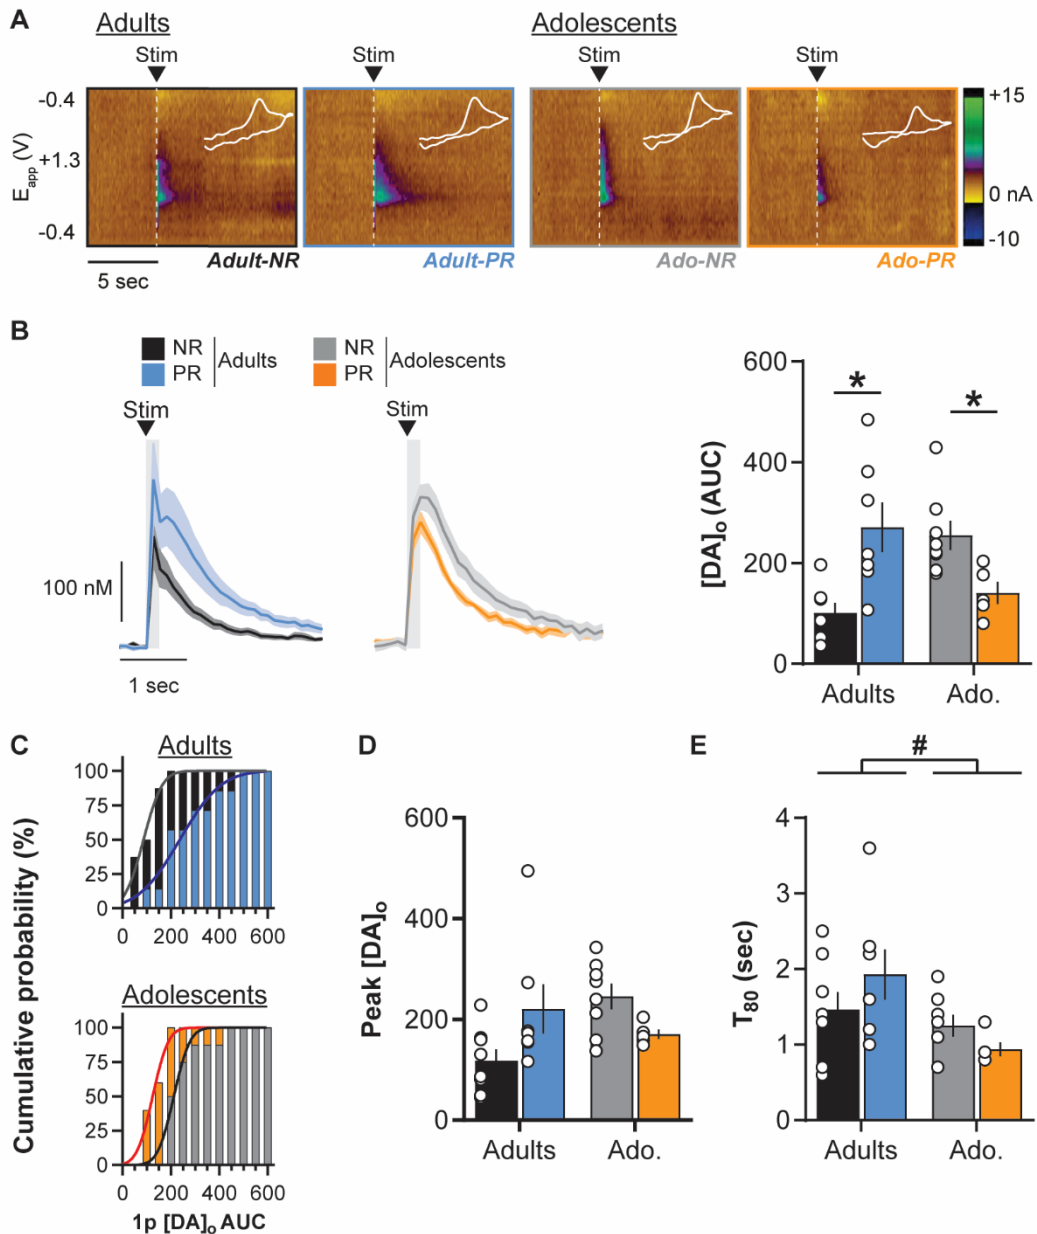 A
Adults
Adolescents
Stim
Stim
Stim
Stim
-0.4
+1.3
-0.4
E_app (V)
+15
0 nA
-10
Adult-NR
Adult-PR
Ado-NR
Ado-PR
5 sec
B
NR
PR
Adults
NR
PR
Adolescents
Stim
Stim
100 nM
1 sec
[DA]o (AUC)
600
400
200
0
*
*
Adults
Ado.
C
Adults
Cumulative probability (%)
100
75
50
25
0
0
200
400
600
Adolescents
100
75
50
25
0
0
200
400
600
1p [DA]o AUC
D
Peak [DA]o
600
400
200
0
Adults
Ado.
E
#
T80 (sec)
4
3
2
1
0
Adults
Ado.